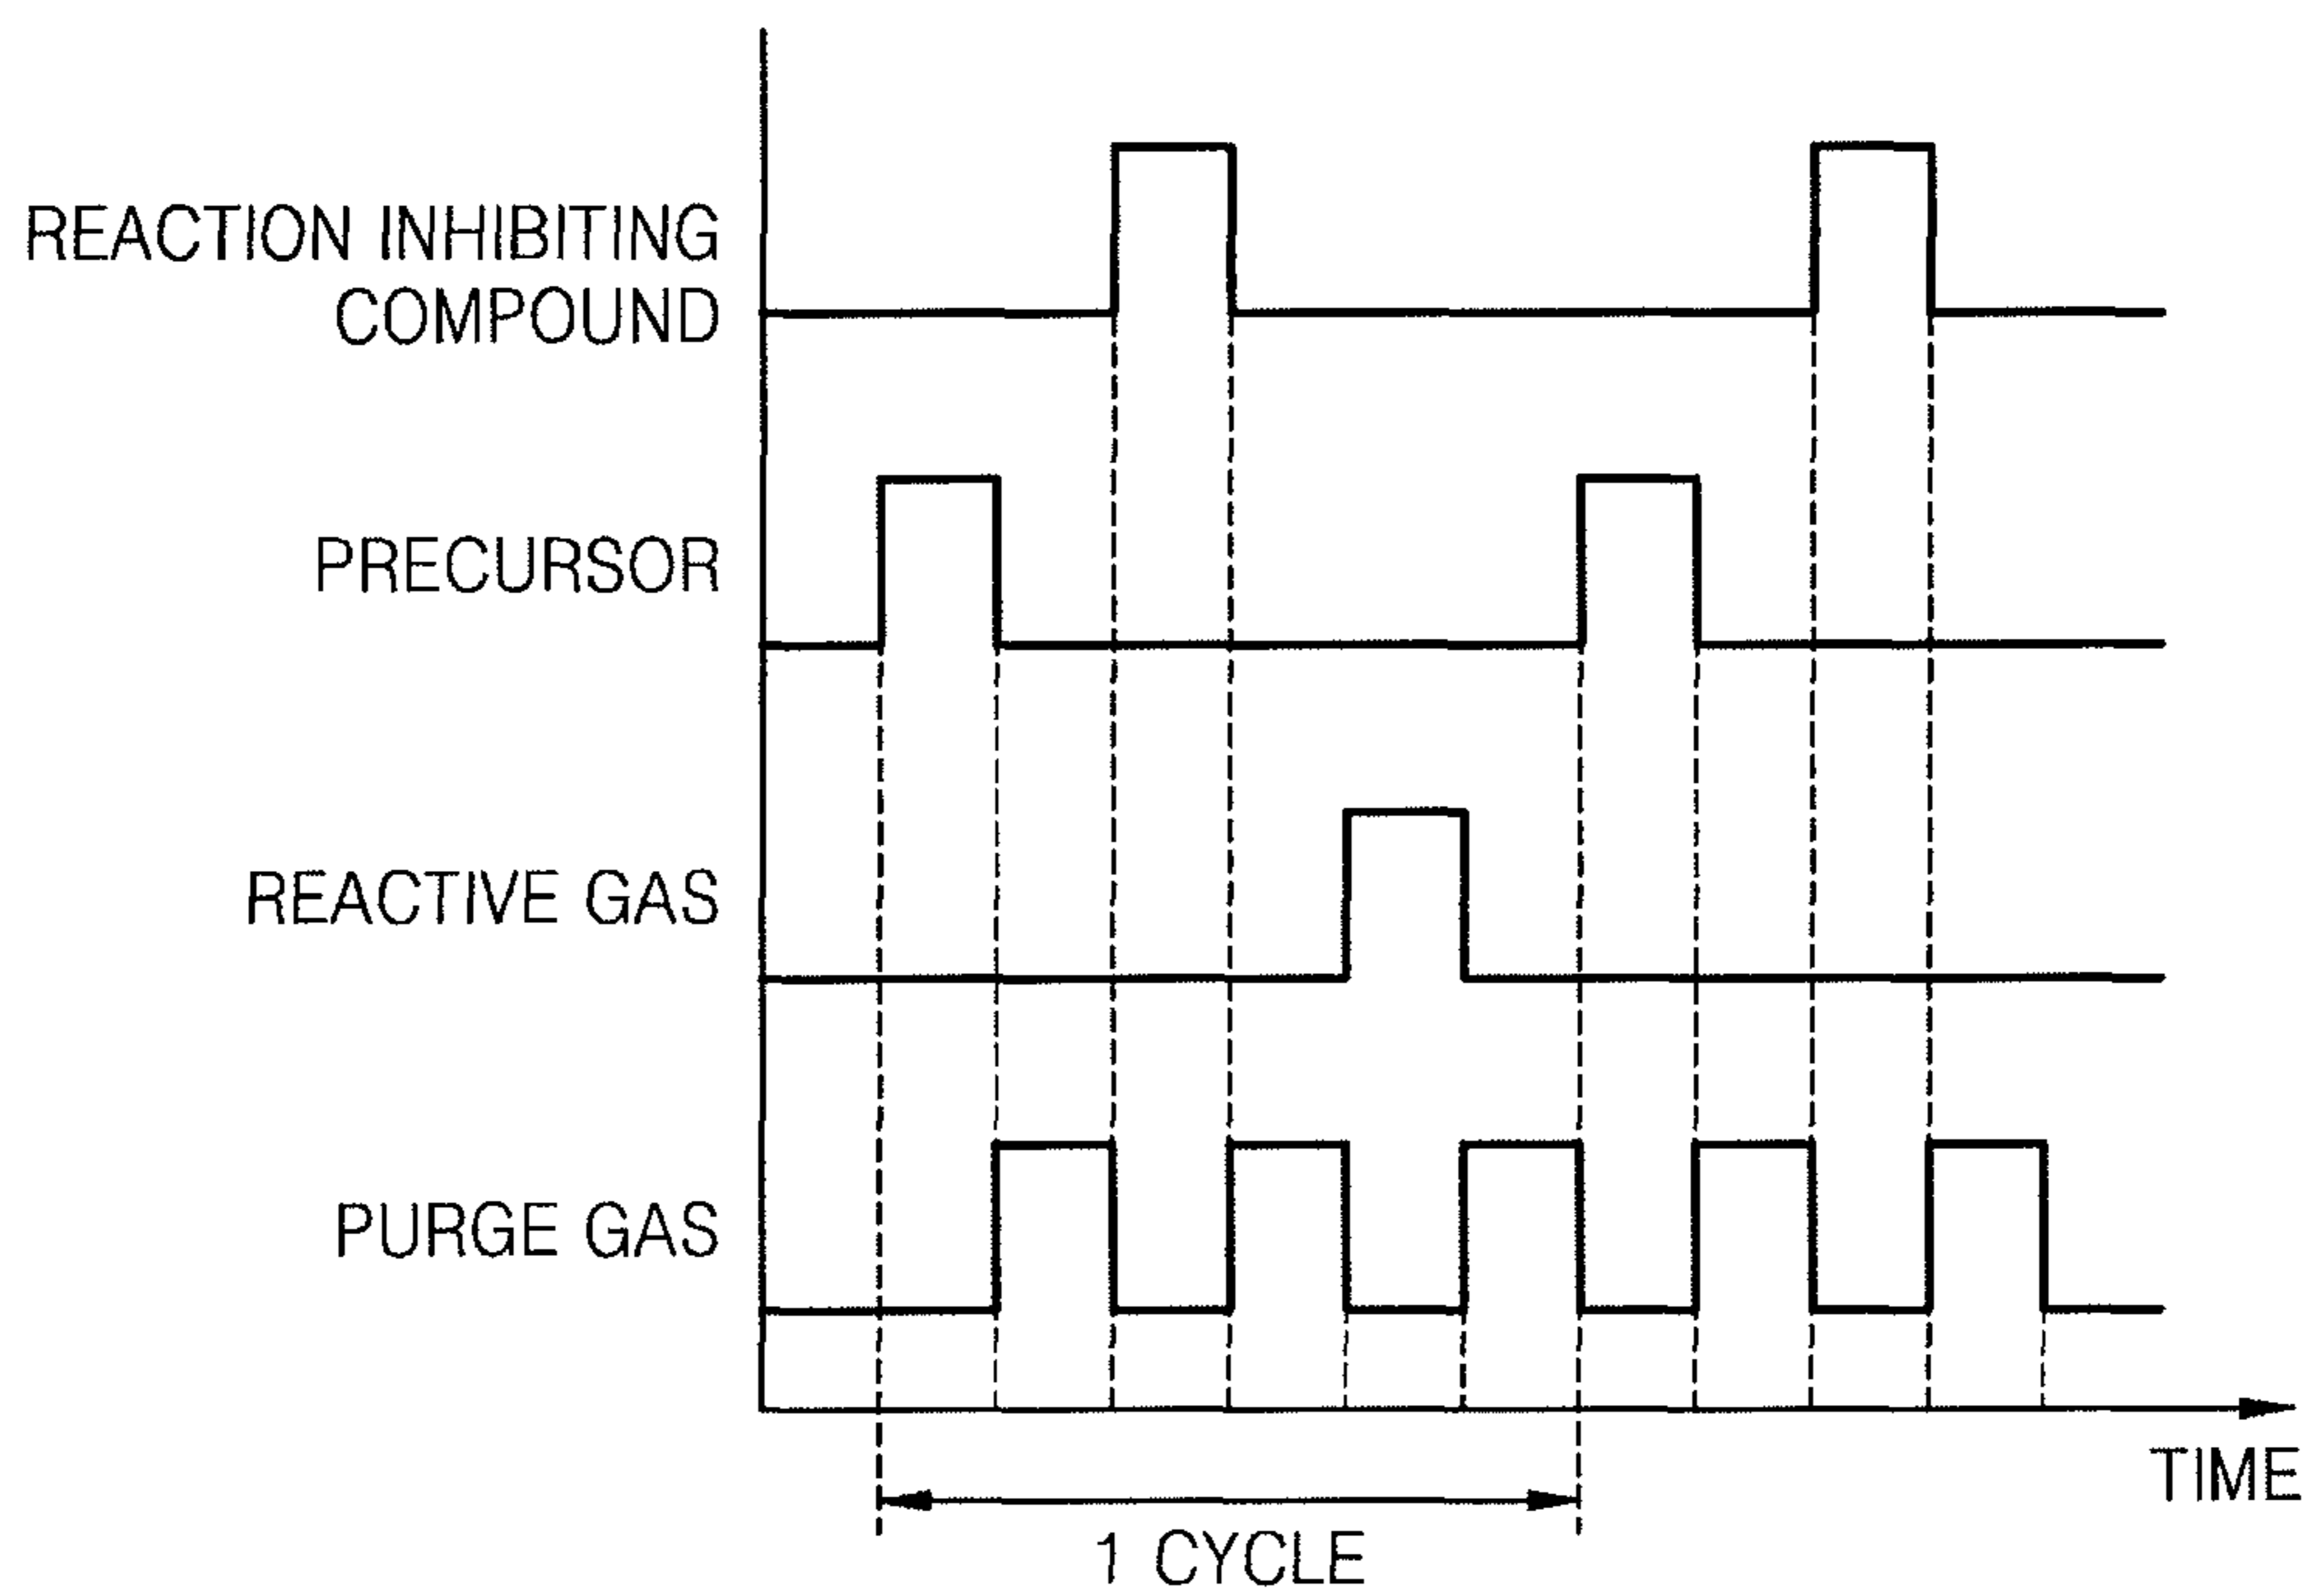 REACTION INHIBITING
COMPOUND
PRECURSOR
REACTIVE GAS
PURGE GAS
TIME
1 CYCLE